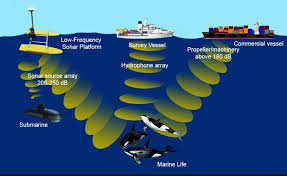 Low-Frequency
Sonar Platform
Survey Vessel
Commercial vessel
Propeller/machinery
above 180 dB
Hydrophone array
Sonar source array
200-250 dB
Submarine
Marine Life